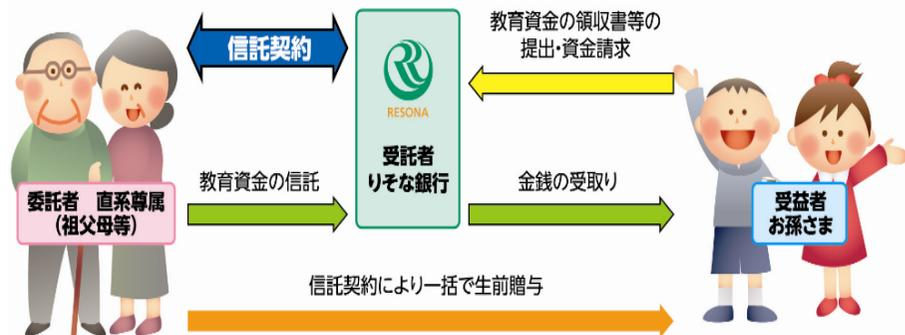 信託契約
教育資金の領収書等の
提出・資金請求
RESONA
受託者
りそな銀行
教育資金の信託
金銭の受取り
委託者　直系尊属
(祖父母等)
受益者
お孫さま
信託契約により一括で生前贈与